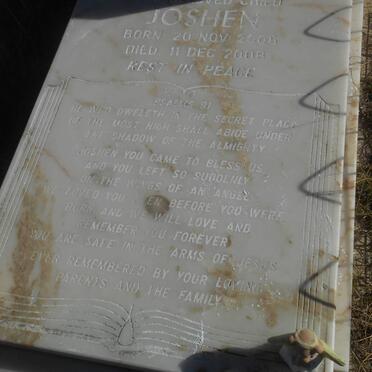 JOSHEN
BORN: 20 NOV 2008
DIED: 11 DEC 2008
REST IN PEACE
PSALMS 91
HE WHO DWELLETH IN THE SECRET PLACE
OF THE MOST HIGH SHALL ABIDE UNDER
THE SHADOW OF THE ALMIGHTY
JOSHEN YOU CAME TO BLESS US
AND YOU LEFT SO SUDDENLY
THE WINGS OF AN ANGEL
WE LOVED YOU EVEN BEFORE YOU WERE
AND WE WILL LOVE AND
REMEMBER YOU FOREVER
YOU ARE SAFE IN THE ARMS OF JESUS
EVER REMEMBERED BY YOUR LOVING
PARENTS AND THE FAMILY